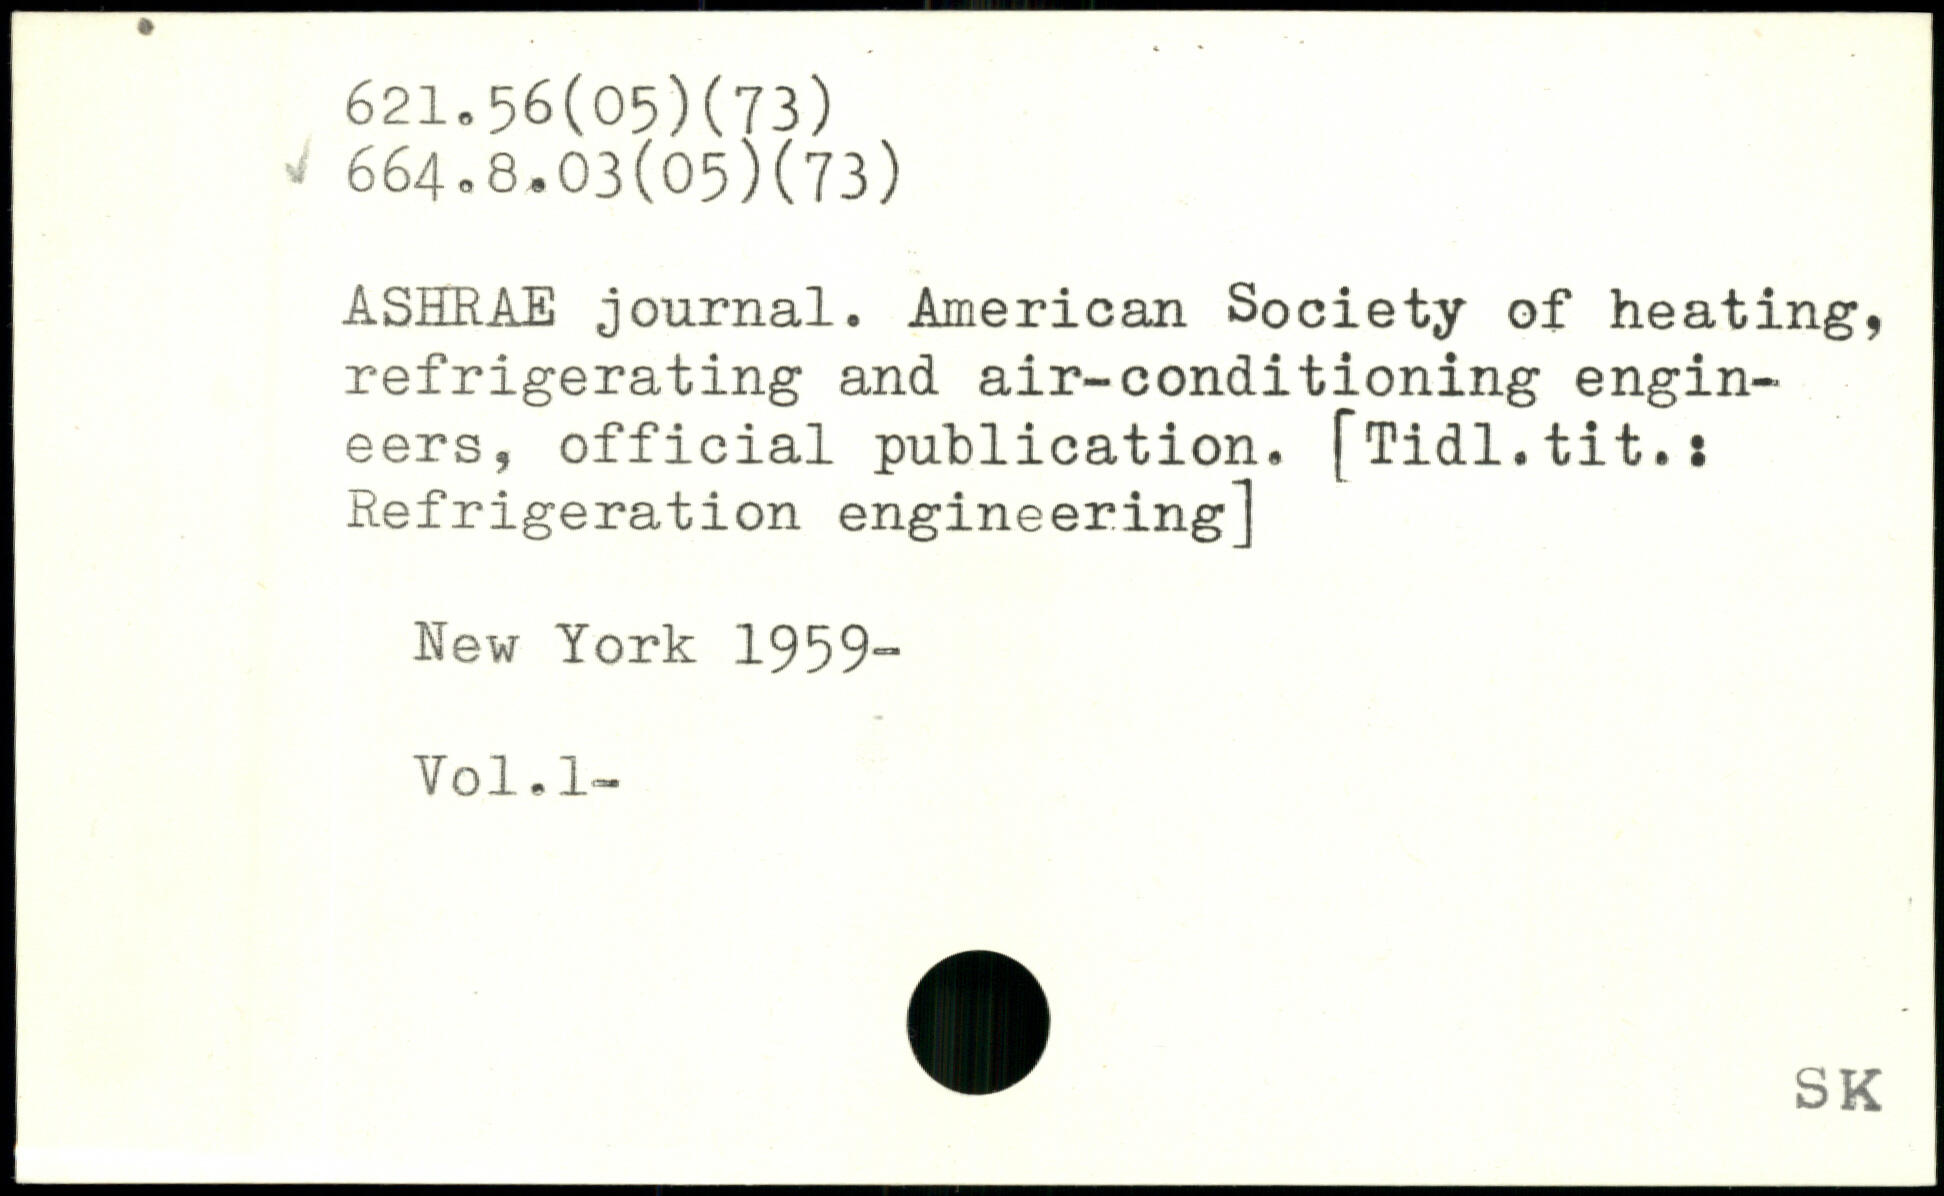 621.56(05)(73)
664.8.03(05)(73)
ASHRAE journal. American Society of heating,
refrigerating and air-conditioning engin-
eers, official publication. [Tidl.tit.:
Refrigeration engineering]
New York 1959-
Vol.1-
SK